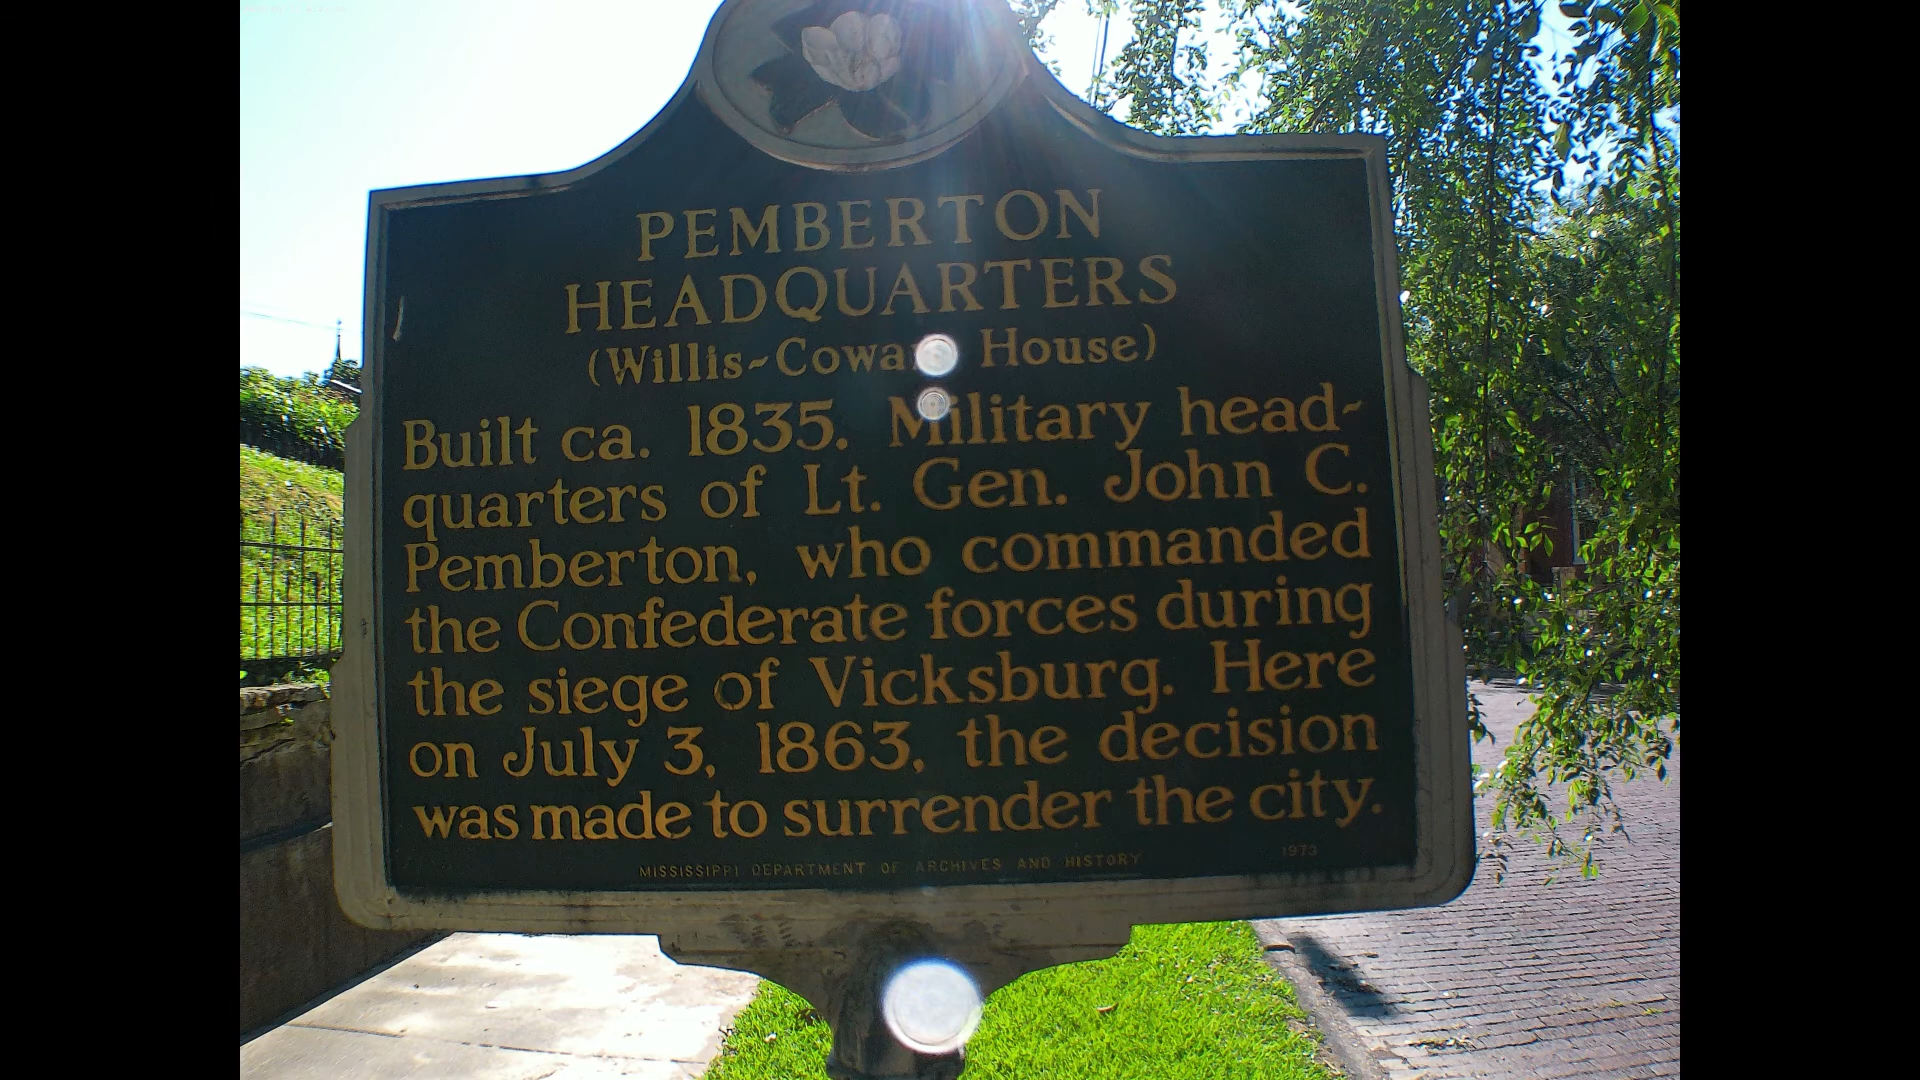 PEMBERTON
HEADQUARTERS
(Willis-Cowan House)
Built ca. 1835. Military head-
quarters of Lt. Gen. John C.
Pemberton, who commanded
the Confederate forces during
the siege of Vicksburg. Here
on July 3, 1863, the decision
was made to surrender the city.
MISSISSIPPI DEPARTMENT OF ARCHIVES AND HISTORY 1973